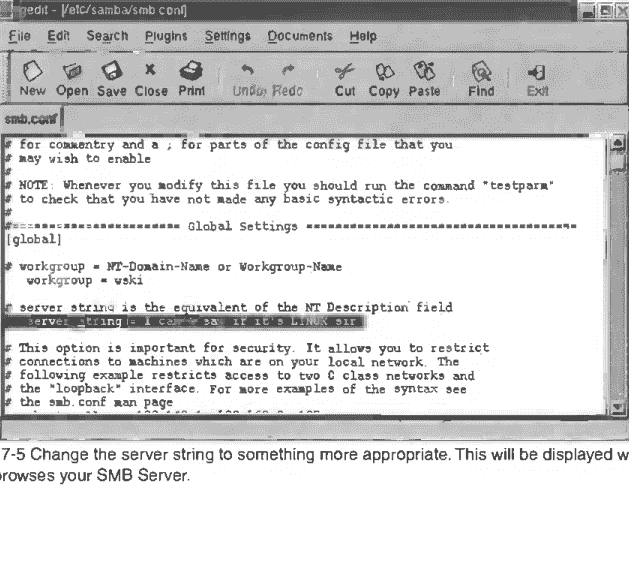 gedit - [/etc/samba/smb.conf]
File Edit Search Plugins Settings Documents Help
New Open Save Close Print Undo Redo Cut Copy Paste Find Exit
smb.conf
# for commentry and a ; for parts of the config file that you
# may wish to enable
#
# NOTE: Whenever you modify this file you should run the command "testparm"
# to check that you have not made any basic syntactic errors.
#
#======================= Global Settings =====================================
[global]
# workgroup = NT-Domain-Name or Workgroup-Name
workgroup = wski
# server string is the equivalent of the NT Description field
server string = I can't say if it's LINUX sir
# This option is important for security. It allows you to restrict
# connections to machines which are on your local network. The
# following example restricts access to two C class networks and
# the "loopback" interface. For more examples of the syntax see
# the smb.conf man page
7-5 Change the server string to something more appropriate. This will be displayed w
rowses your SMB Server.